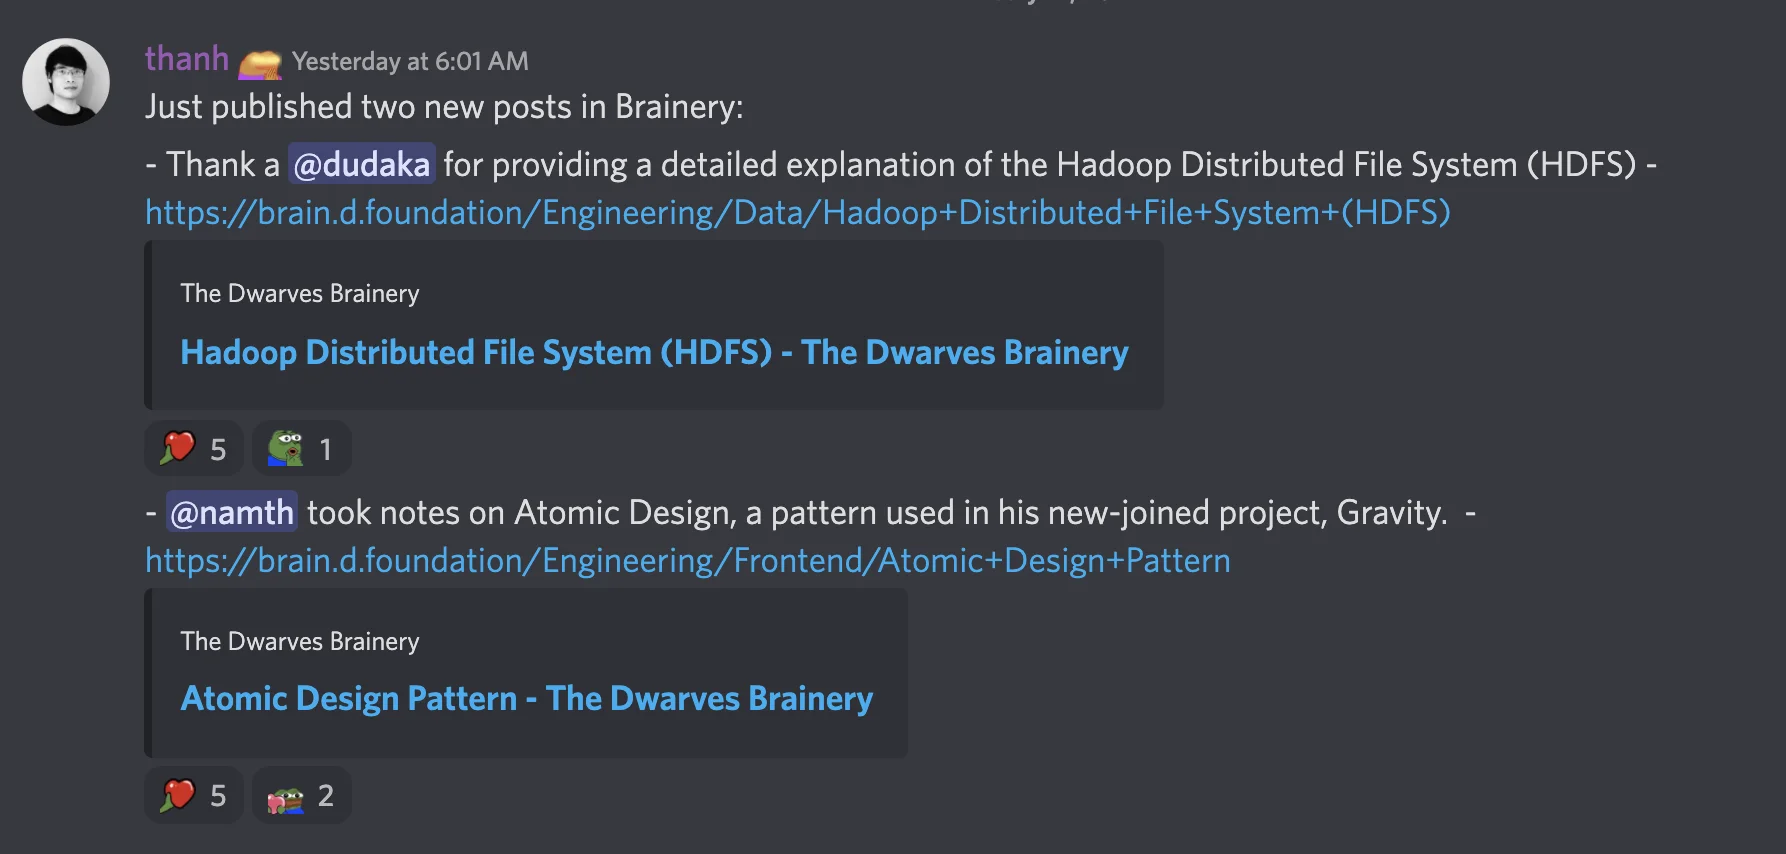 thanh Yesterday at 6:01 AM
Just published two new posts in Brainery:
- Thank a @dudaka for providing a detailed explanation of the Hadoop Distributed File System (HDFS) -
https://brain.d.foundation/Engineering/Data/Hadoop+Distributed+File+System+(HDFS)
The Dwarves Brainery
Hadoop Distributed File System (HDFS) - The Dwarves Brainery
5 1
- @namth took notes on Atomic Design, a pattern used in his new-joined project, Gravity.  -
https://brain.d.foundation/Engineering/Frontend/Atomic+Design+Pattern
The Dwarves Brainery
Atomic Design Pattern - The Dwarves Brainery
5 2